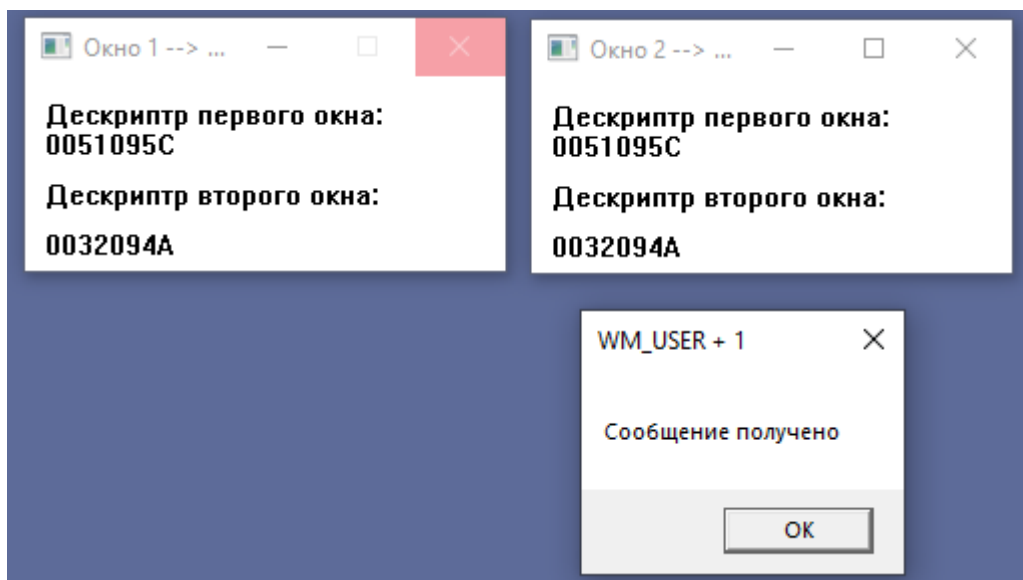 Окно 1 --> ...
Дескриптр первого окна:
0051095C
Дескриптр второго окна:
0032094A
Окно 2 --> ...
Дескриптр первого окна:
0051095C
Дескриптр второго окна:
0032094A
WM_USER + 1
Сообщение получено
OK